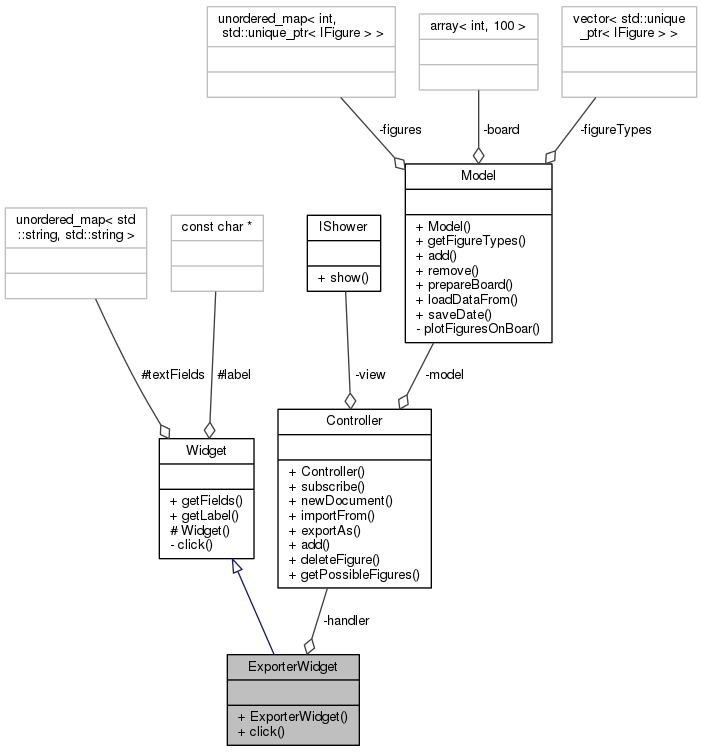 unordered_map< int,
std::unique_ptr< IFigure > >
array< int, 100 >
vector< std::unique
_ptr< IFigure > >
-figures
-board
-figureTypes
Model
+ Model()
+ getFigureTypes()
+ add()
+ remove()
+ prepareBoard()
+ loadDataFrom()
+ saveDate()
- plotFiguresOnBoar()
unordered_map< std
::string, std::string >
const char *
IShower
+ show()
#textFields
#label
-view
-model
Widget
+ getFields()
+ getLabel()
# Widget()
- click()
Controller
+ Controller()
+ subscribe()
+ newDocument()
+ importFrom()
+ exportAs()
+ add()
+ deleteFigure()
+ getPossibleFigures()
-handler
ExporterWidget
+ ExporterWidget()
+ click()